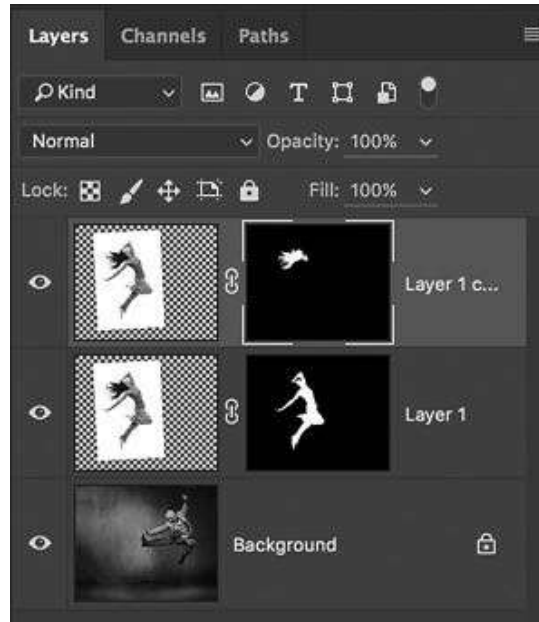 Layers Channels Paths
Kind T
Normal Opacity: 100%
Lock: Fill: 100%
Layer 1 c...
Layer 1
Background